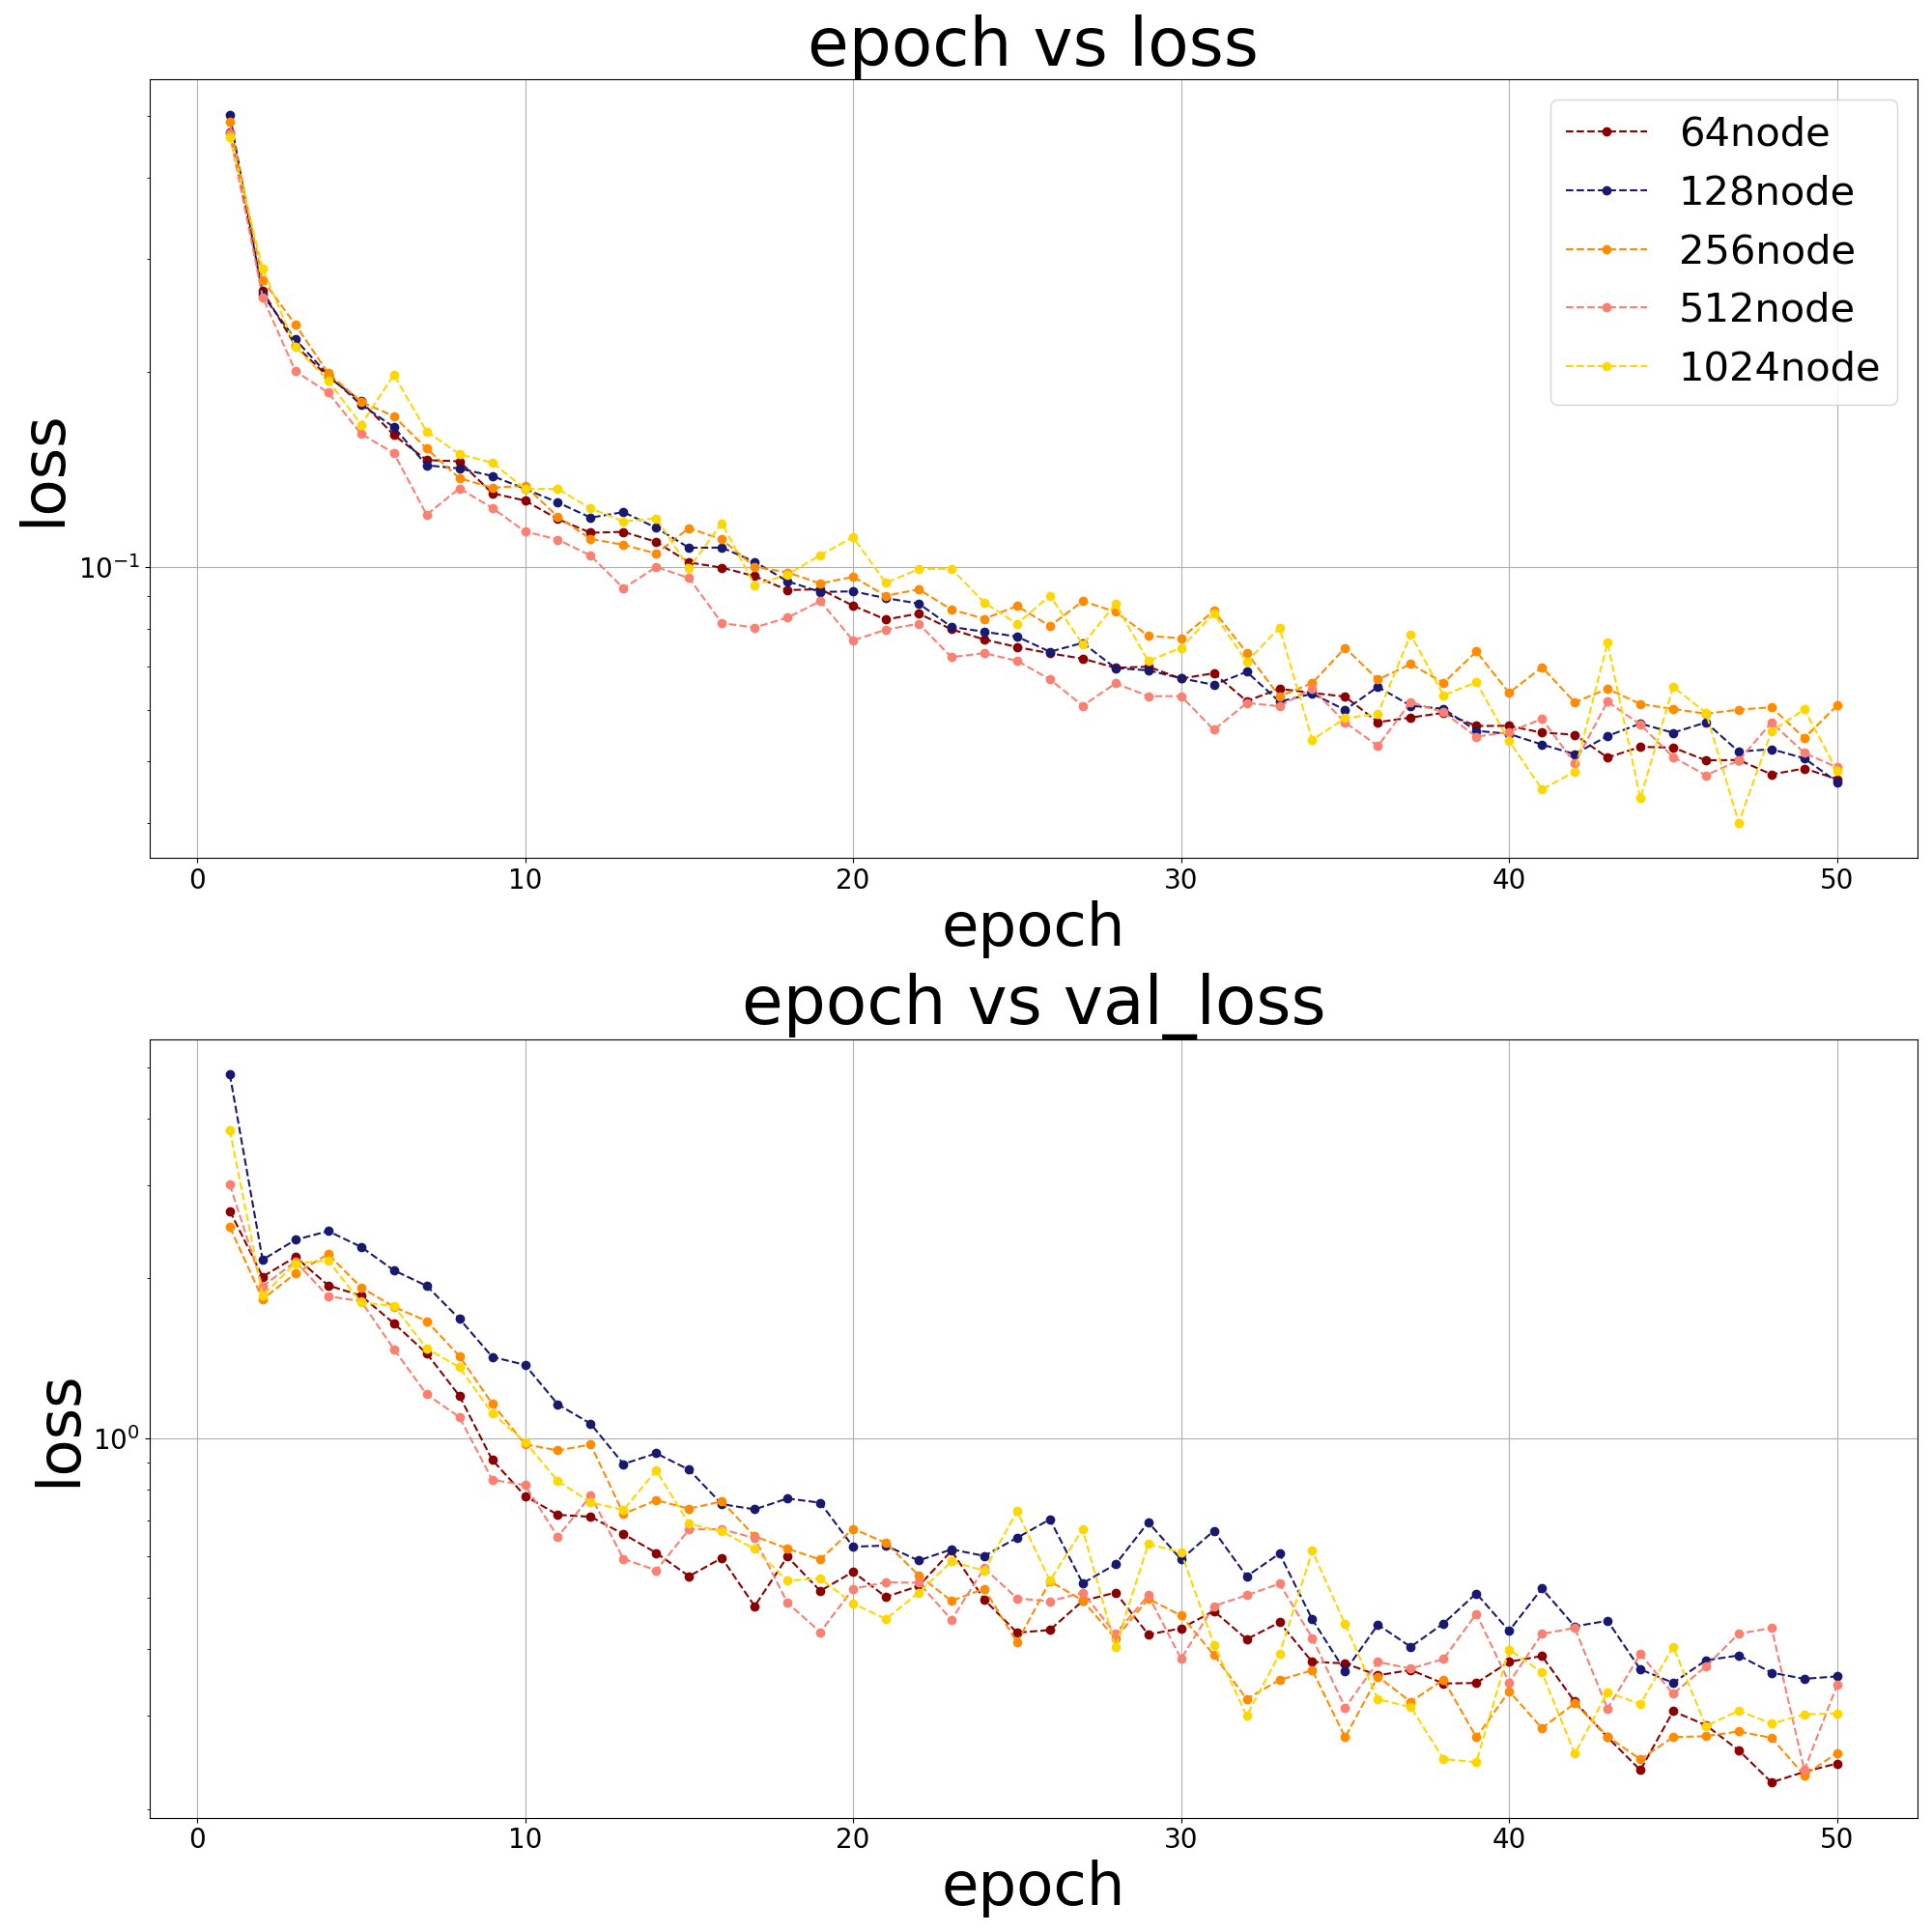 epoch vs loss
64node
128node
256node
512node
1024node
loss
10⁻¹
0 10 20 30 40 50
epoch
epoch vs val_loss
loss
10⁰
0 10 20 30 40 50
epoch